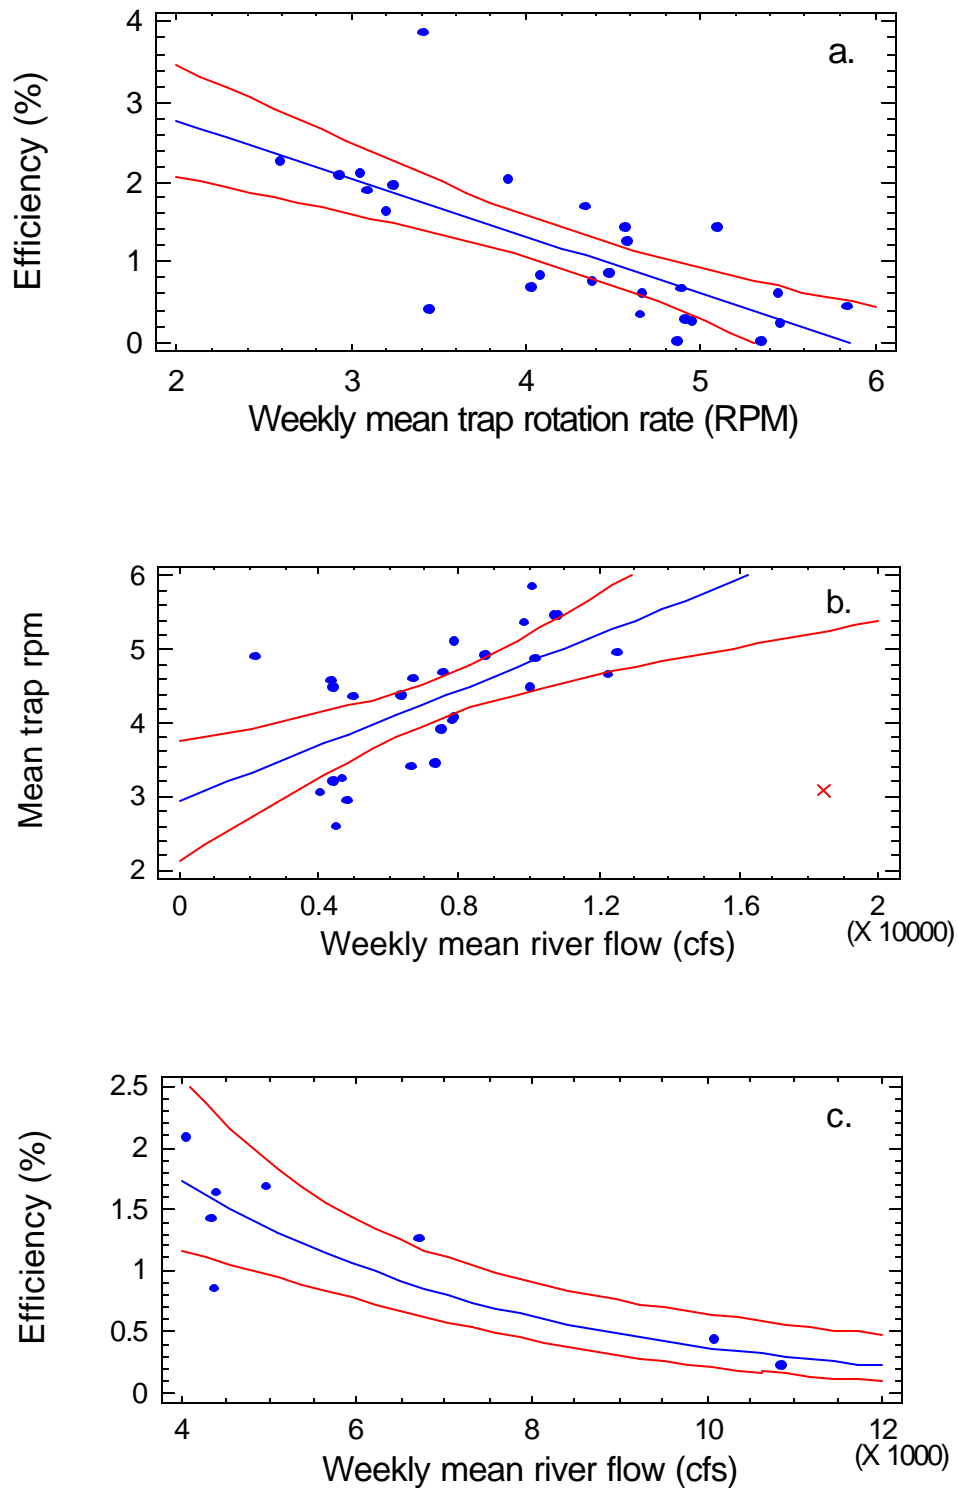 a.
Efficiency (%)
4
3
2
1
0
2 3 4 5 6
Weekly mean trap rotation rate (RPM)
b.
Mean trap rpm
6
5
4
3
2
0 0.4 0.8 1.2 1.6 2
(X 10000)
Weekly mean river flow (cfs)
c.
Efficiency (%)
2.5
2
1.5
1
0.5
0
4 6 8 10 12
(X 1000)
Weekly mean river flow (cfs)